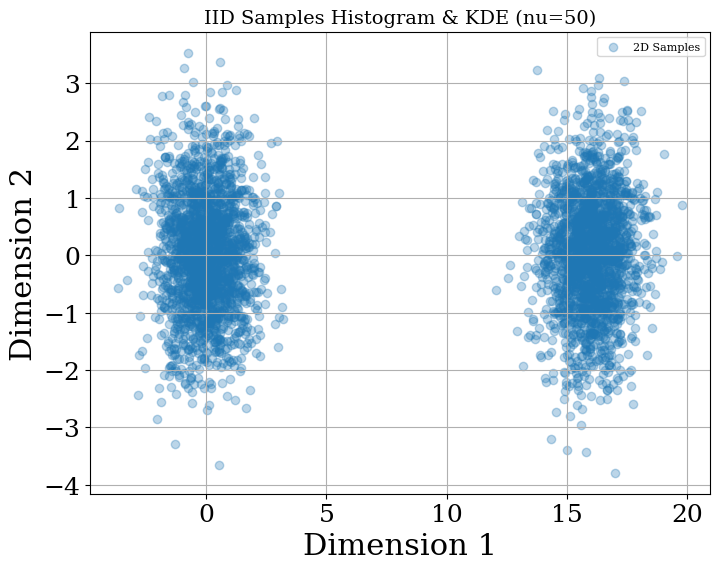 IID Samples Histogram & KDE (nu=50)
2D Samples
3
2
1
0
−1
−2
−3
−4
Dimension 2
0 5 10 15 20
Dimension 1